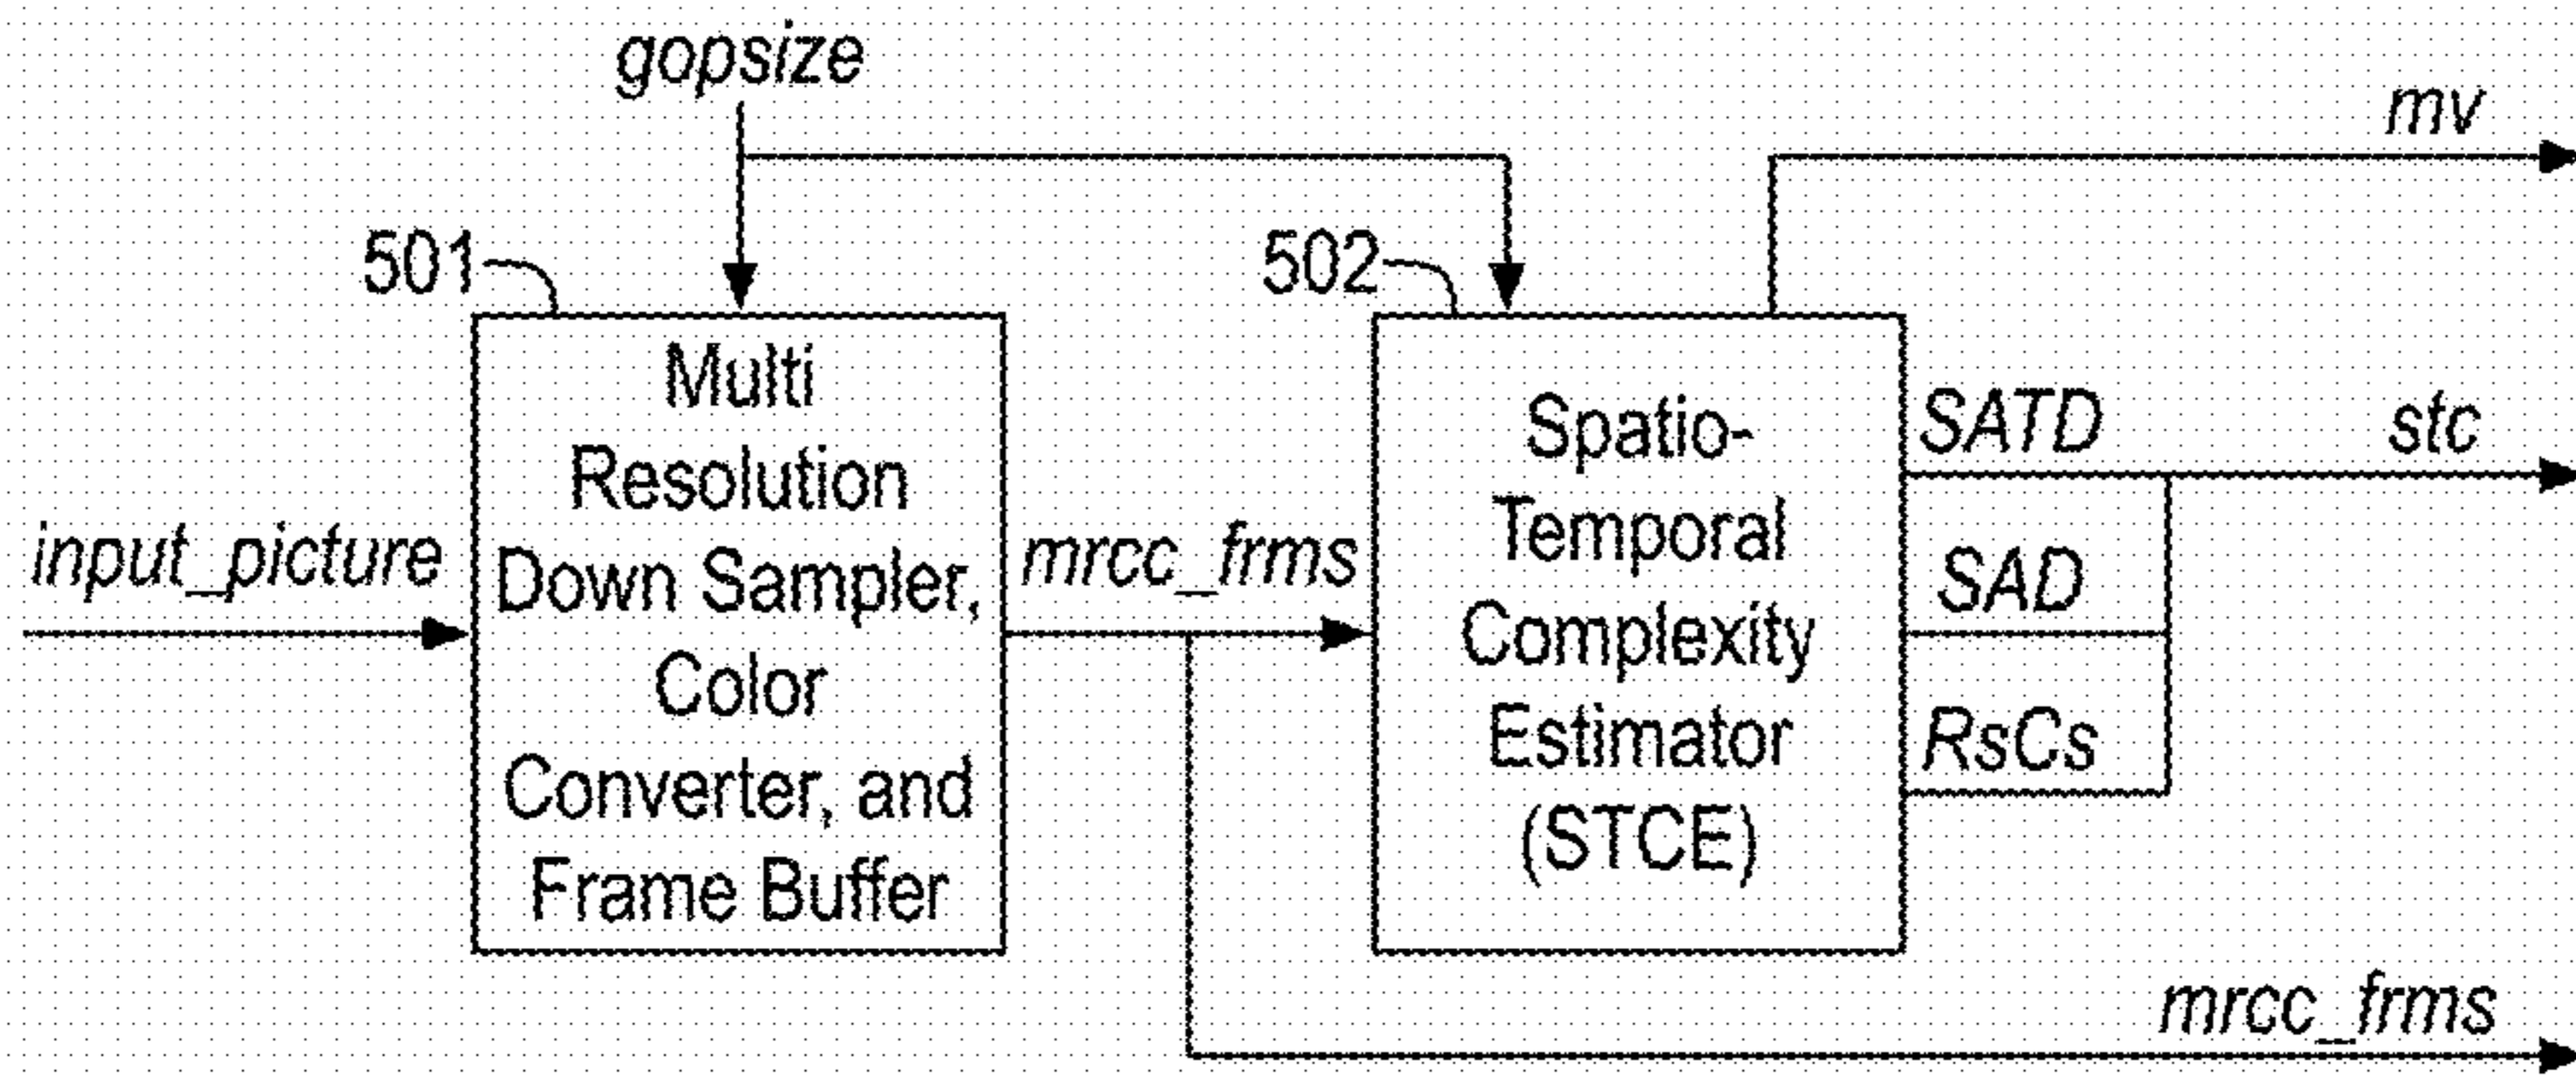 gopsize
mv
501
502
Multi
Resolution
Down Sampler,
Color
Converter, and
Frame Buffer
input_picture
mrcc_frms
Spatio-
Temporal
Complexity
Estimator
(STCE)
SATD
stc
SAD
RsCs
mrcc_frms